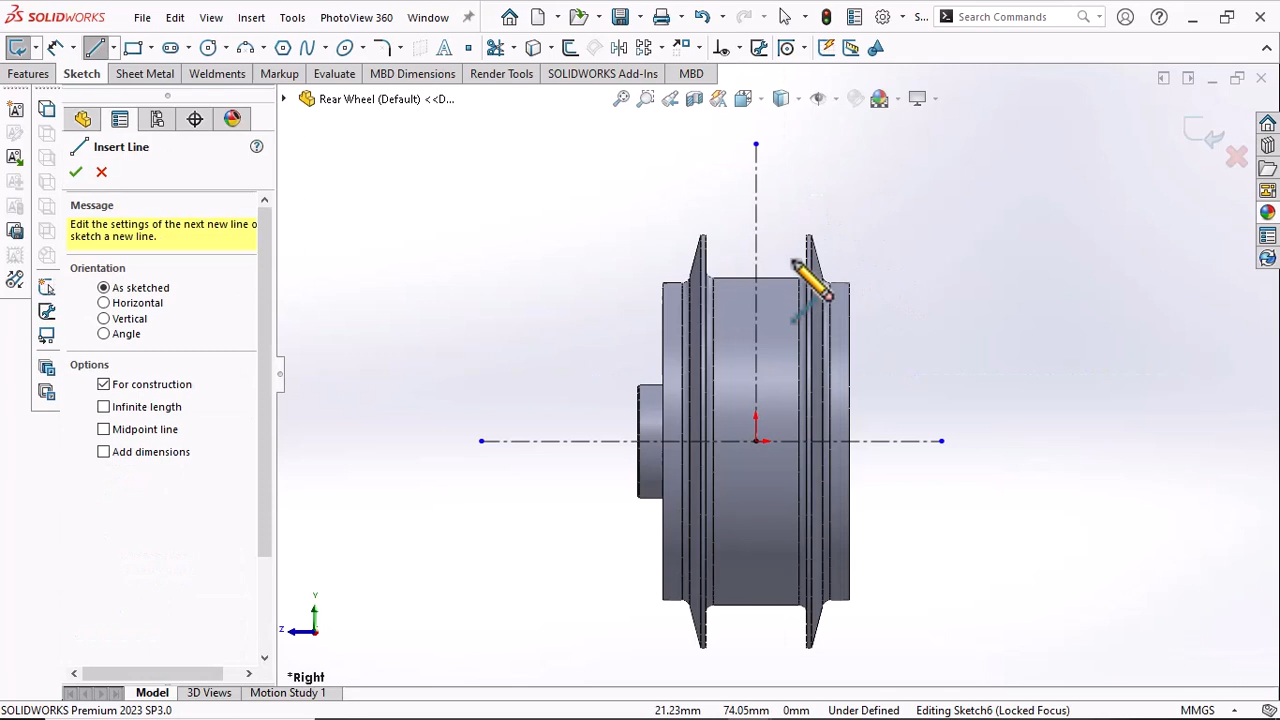 SOLIDWORKS File Edit View Insert Tools PhotoView 360 Window S... Search Commands
Features Sketch Sheet Metal Weldments Markup Evaluate MBD Dimensions Render Tools SOLIDWORKS Add-Ins MBD
Rear Wheel (Default) <<D...
Insert Line
Message
Edit the settings of the next new line o
sketch a new line.
Orientation
As sketched
Horizontal
Vertical
Angle
Options
For construction
Infinite length
Midpoint line
Add dimensions
Y
Z
*Right
Model 3D Views Motion Study 1
SOLIDWORKS Premium 2023 SP3.0 21.23mm 74.05mm 0mm Under Defined Editing Sketch6 (Locked Focus) MMGS